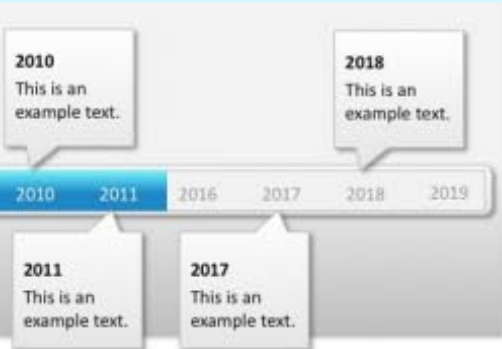 2010
This is an
example text.
2018
This is an
example text.
2010 2011 2016 2017 2018 2019
2011
This is an
example text.
2017
This is an
example text.